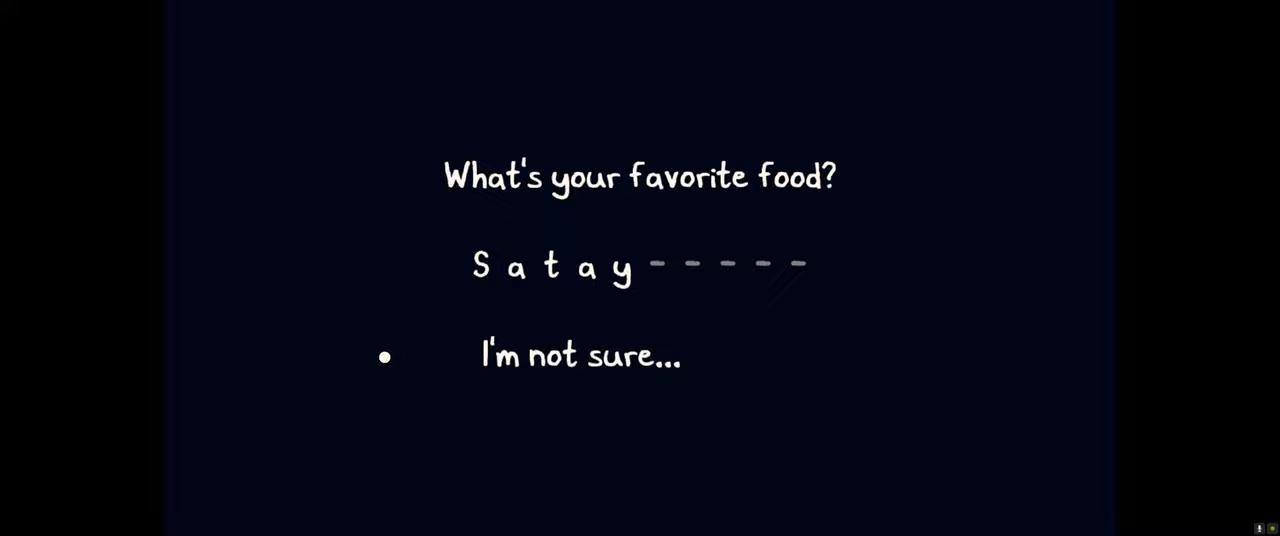 What's your favorite food?
S a t a y - - - - -
I'm not sure...